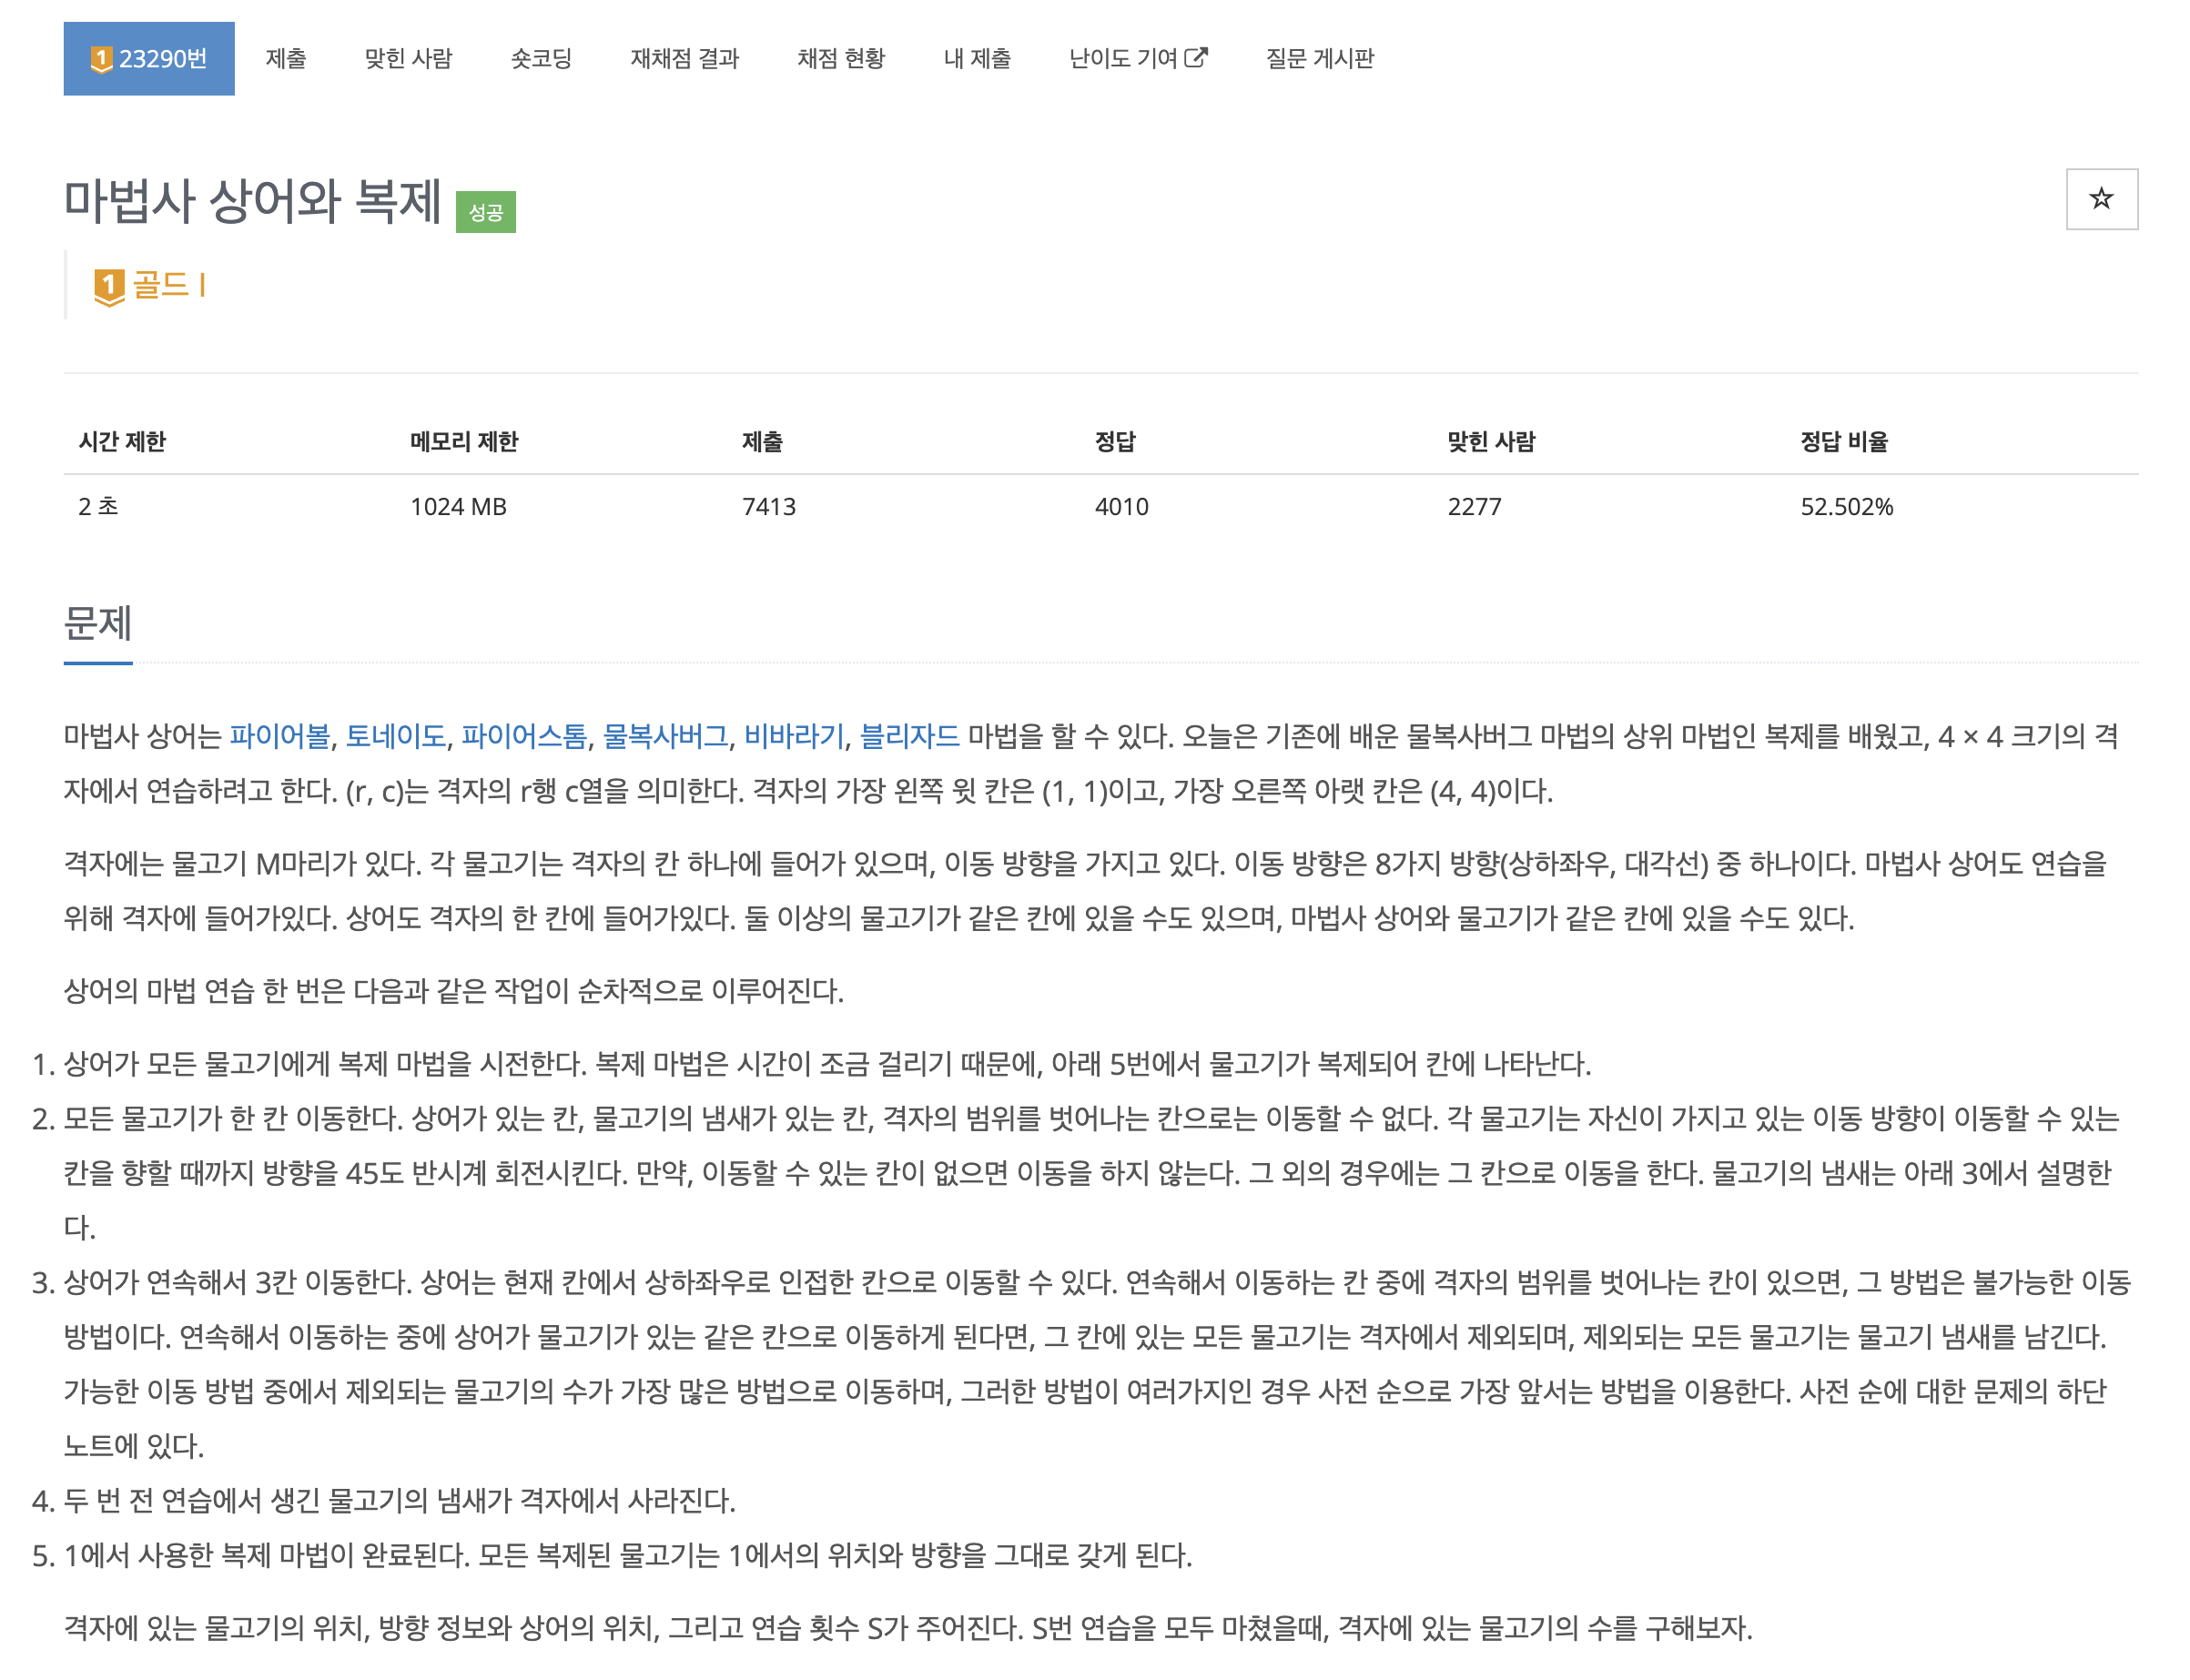 1 23290번 제출 맞힌 사람 숏코딩 재채점 결과 채점 현황 내 제출 난이도 기여 질문 게시판
마법사 상어와 복제 성공
1 골드 I
시간 제한 메모리 제한 제출 정답 맞힌 사람 정답 비율
2 초 1024 MB 7413 4010 2277 52.502%
문제
마법사 상어는 파이어볼, 토네이도, 파이어스톰, 물복사버그, 비바라기, 블리자드 마법을 할 수 있다. 오늘은 기존에 배운 물복사버그 마법의 상위 마법인 복제를 배웠고, 4 × 4 크기의 격
자에서 연습하려고 한다. (r, c)는 격자의 r행 c열을 의미한다. 격자의 가장 왼쪽 윗 칸은 (1, 1)이고, 가장 오른쪽 아랫 칸은 (4, 4)이다.
격자에는 물고기 M마리가 있다. 각 물고기는 격자의 칸 하나에 들어가 있으며, 이동 방향을 가지고 있다. 이동 방향은 8가지 방향(상하좌우, 대각선) 중 하나이다. 마법사 상어도 연습을
위해 격자에 들어가있다. 상어도 격자의 한 칸에 들어가있다. 둘 이상의 물고기가 같은 칸에 있을 수도 있으며, 마법사 상어와 물고기가 같은 칸에 있을 수도 있다.
상어의 마법 연습 한 번은 다음과 같은 작업이 순차적으로 이루어진다.
1. 상어가 모든 물고기에게 복제 마법을 시전한다. 복제 마법은 시간이 조금 걸리기 때문에, 아래 5번에서 물고기가 복제되어 칸에 나타난다.
2. 모든 물고기가 한 칸 이동한다. 상어가 있는 칸, 물고기의 냄새가 있는 칸, 격자의 범위를 벗어나는 칸으로는 이동할 수 없다. 각 물고기는 자신이 가지고 있는 이동 방향이 이동할 수 있는
칸을 향할 때까지 방향을 45도 반시계 회전시킨다. 만약, 이동할 수 있는 칸이 없으면 이동을 하지 않는다. 그 외의 경우에는 그 칸으로 이동을 한다. 물고기의 냄새는 아래 3에서 설명한
다.
3. 상어가 연속해서 3칸 이동한다. 상어는 현재 칸에서 상하좌우로 인접한 칸으로 이동할 수 있다. 연속해서 이동하는 칸 중에 격자의 범위를 벗어나는 칸이 있으면, 그 방법은 불가능한 이동
방법이다. 연속해서 이동하는 중에 상어가 물고기가 있는 같은 칸으로 이동하게 된다면, 그 칸에 있는 모든 물고기는 격자에서 제외되며, 제외되는 모든 물고기는 물고기 냄새를 남긴다.
가능한 이동 방법 중에서 제외되는 물고기의 수가 가장 많은 방법으로 이동하며, 그러한 방법이 여러가지인 경우 사전 순으로 가장 앞서는 방법을 이용한다. 사전 순에 대한 문제의 하단
노트에 있다.
4. 두 번 전 연습에서 생긴 물고기의 냄새가 격자에서 사라진다.
5. 1에서 사용한 복제 마법이 완료된다. 모든 복제된 물고기는 1에서의 위치와 방향을 그대로 갖게 된다.
격자에 있는 물고기의 위치, 방향 정보와 상어의 위치, 그리고 연습 횟수 S가 주어진다. S번 연습을 모두 마쳤을때, 격자에 있는 물고기의 수를 구해보자.